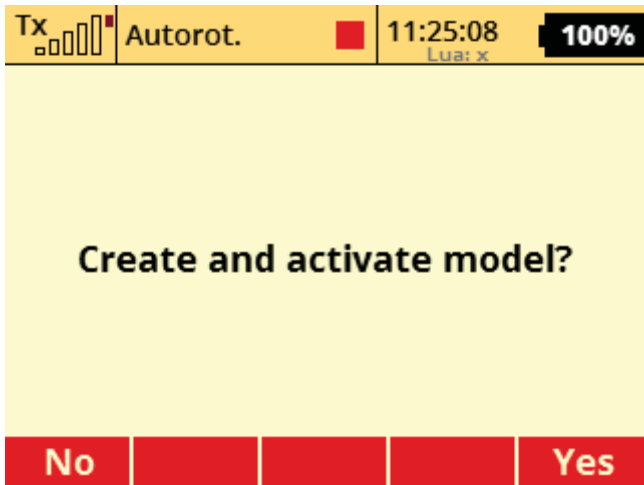 Tx Autorot. 11:25:08 100%
Lua: x
Create and activate model?
No Yes